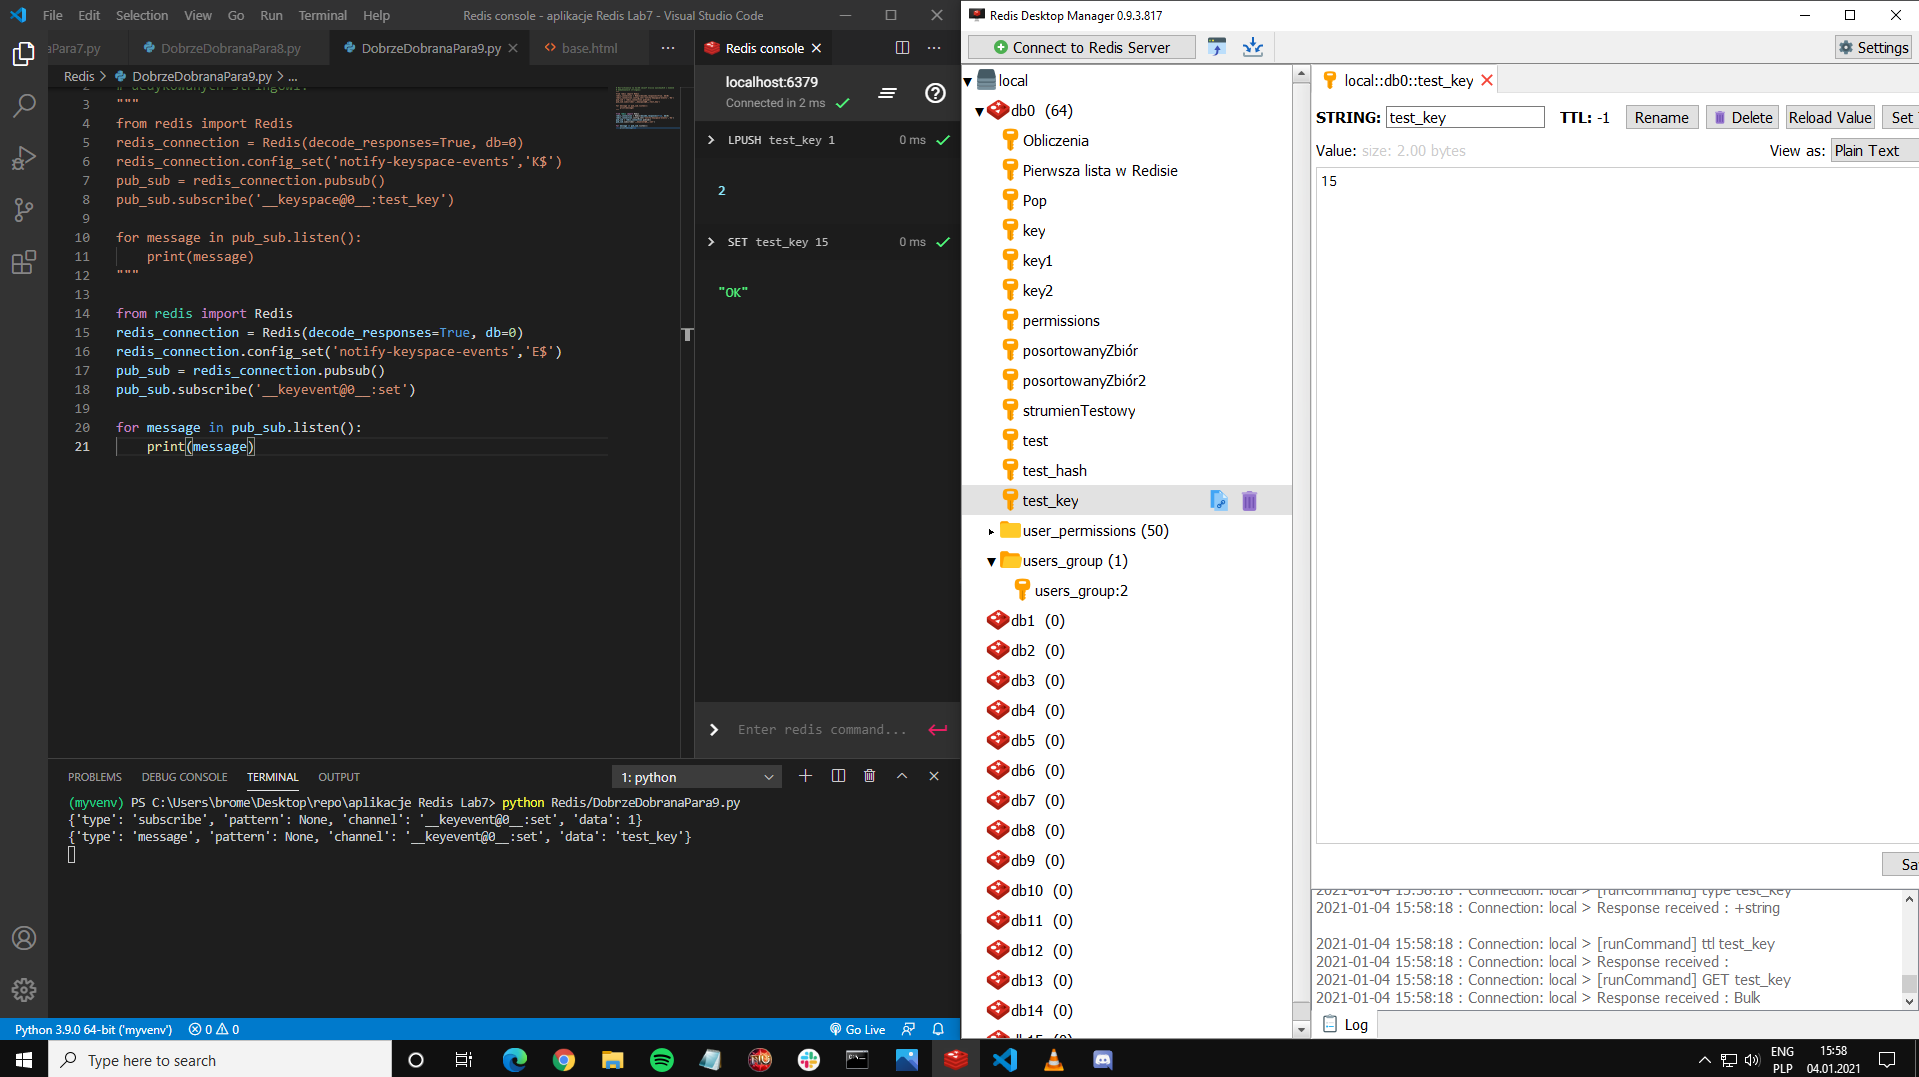 File Edit Selection View Go Run Terminal Help
Redis console - aplikacje Redis Lab7 - Visual Studio Code
aPara7.py DobrzeDobranaPara8.py DobrzeDobranaPara9.py base.html
Redis > DobrzeDobranaPara9.py > ...
2
3 """
4 from redis import Redis
5 redis_connection = Redis(decode_responses=True, db=0)
6 redis_connection.config_set('notify-keyspace-events','K$')
7 pub_sub = redis_connection.pubsub()
8 pub_sub.subscribe('__keyspace@0__:test_key')
9
10 for message in pub_sub.listen():
11 print(message)
12 """
13
14 from redis import Redis
15 redis_connection = Redis(decode_responses=True, db=0)
16 redis_connection.config_set('notify-keyspace-events','E$')
17 pub_sub = redis_connection.pubsub()
18 pub_sub.subscribe('__keyevent@0__:set')
19
20 for message in pub_sub.listen():
21 print(message)
Redis console
localhost:6379
Connected in 2 ms
> LPUSH test_key 1 0 ms
2
> SET test_key 15 0 ms
"OK"
> Enter redis command...
PROBLEMS DEBUG CONSOLE TERMINAL OUTPUT 1: python
(myvenv) PS C:\Users\brome\Desktop\repo\aplikacje Redis Lab7> python Redis/DobrzeDobranaPara9.py
{'type': 'subscribe', 'pattern': None, 'channel': '__keyevent@0__:set', 'data': 1}
{'type': 'message', 'pattern': None, 'channel': '__keyevent@0__:set', 'data': 'test_key'}
Python 3.9.0 64-bit ('myvenv') 0 0 Go Live
Redis Desktop Manager 0.9.3.817
Connect to Redis Server
Settings
local
db0 (64)
Obliczenia
Pierwsza lista w Redisie
Pop
key
key1
key2
permissions
posortowanyZbiór
posortowanyZbiór2
strumienTestowy
test
test_hash
test_key
user_permissions (50)
users_group (1)
users_group:2
db1 (0)
db2 (0)
db3 (0)
db4 (0)
db5 (0)
db6 (0)
db7 (0)
db8 (0)
db9 (0)
db10 (0)
db11 (0)
db12 (0)
db13 (0)
db14 (0)
local::db0::test_key
STRING: test_key TTL: -1 Rename Delete Reload Value Set
Value: size: 2.00 bytes View as: Plain Text
15
Sa
2021-01-04 15:58:18 : Connection: local > [runCommand] type test_key
2021-01-04 15:58:18 : Connection: local > Response received : +string
2021-01-04 15:58:18 : Connection: local > [runCommand] ttl test_key
2021-01-04 15:58:18 : Connection: local > Response received :
2021-01-04 15:58:18 : Connection: local > [runCommand] GET test_key
2021-01-04 15:58:18 : Connection: local > Response received : Bulk
Log
Type here to search
ENG
PLP
15:58
04.01.2021